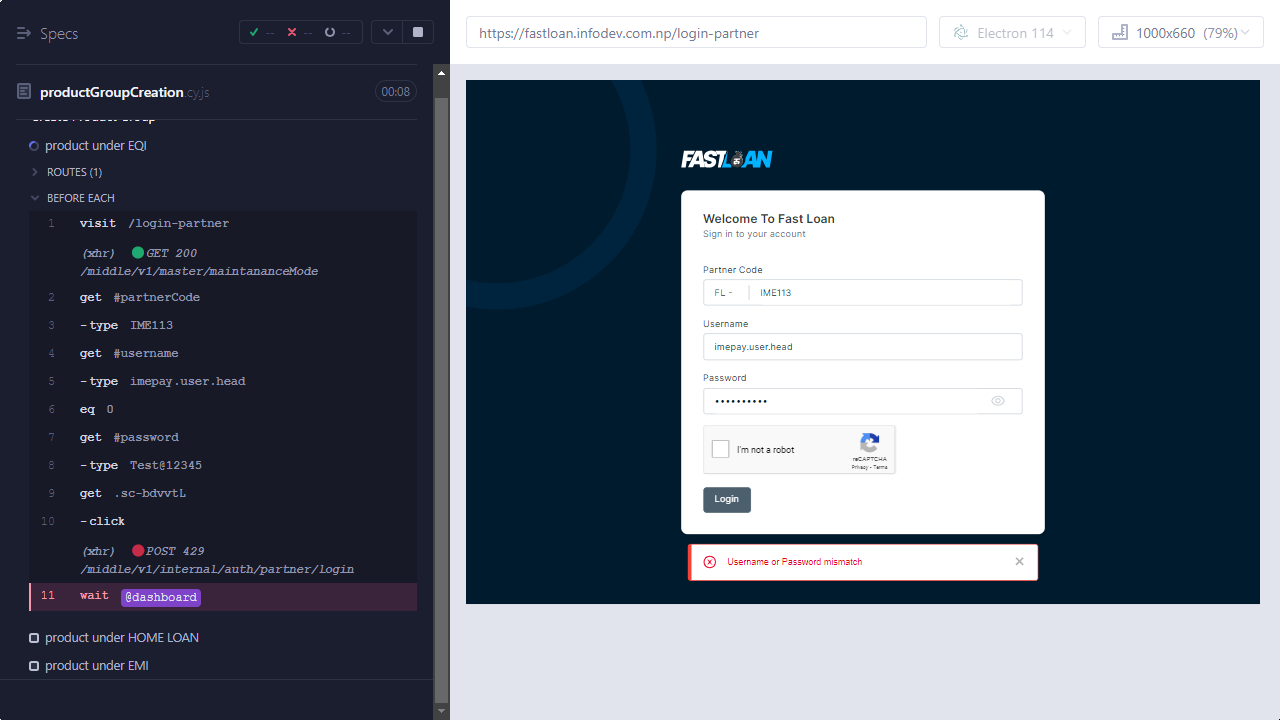 Specs
-- -- --
productGroupCreation.cy.js 00:08
Create Product Group
product under EQI
ROUTES (1)
BEFORE EACH
1 visit /login-partner
(xhr) GET 200
/middle/v1/master/maintananceMode
2 get #partnerCode
3 -type IME113
4 get #username
5 -type imepay.user.head
6 eq 0
7 get #password
8 -type Test@12345
9 get .sc-bdvvtL
10 -click
(xhr) POST 429
/middle/v1/internal/auth/partner/login
11 wait @dashboard
product under HOME LOAN
product under EMI
https://fastloan.infodev.com.np/login-partner
Electron 114
1000x660 (79%)
FASTLOAN
Welcome To Fast Loan
Sign in to your account
Partner Code
FL - IME113
Username
imepay.user.head
Password
••••••••••
I'm not a robot
reCAPTCHA
Privacy - Terms
Login
Username or Password mismatch